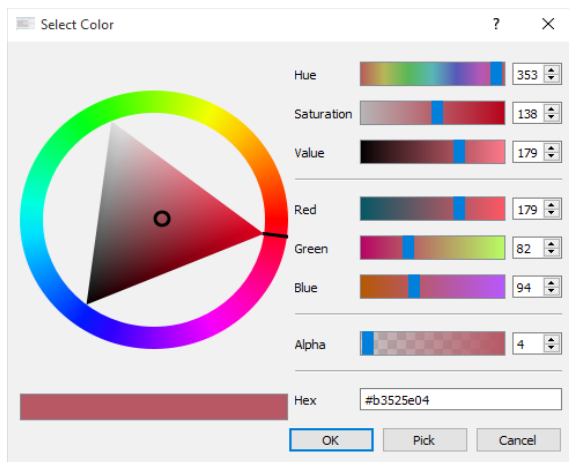 Select Color ?
Hue 353
Saturation 138
Value 179
Red 179
Green 82
Blue 94
Alpha 4
Hex #b3525e04
OK Pick Cancel